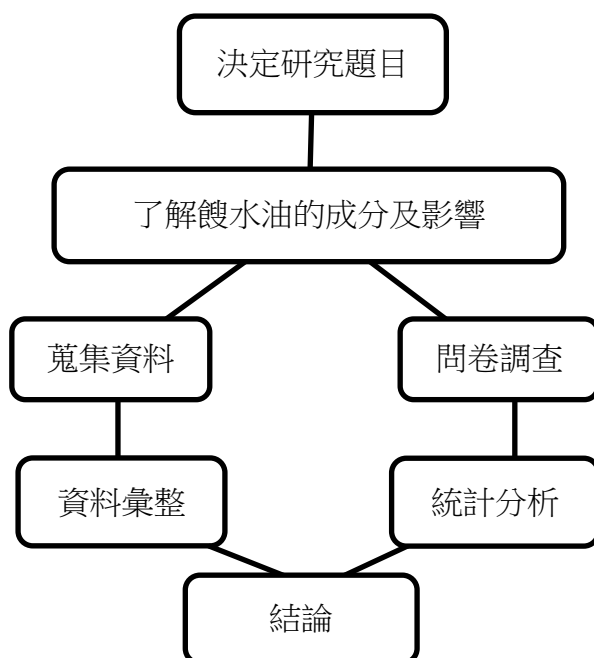 決定研究題目
了解餿水油的成分及影響
蒐集資料
問卷調查
資料彙整
統計分析
結論